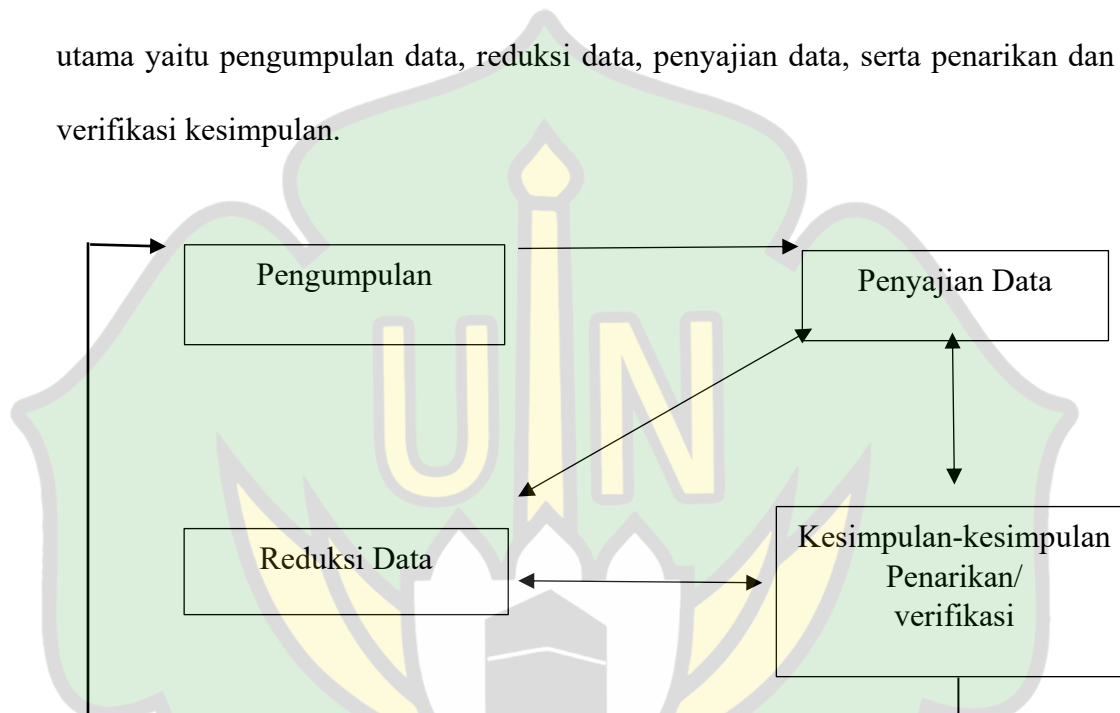 utama yaitu pengumpulan data, reduksi data, penyajian data, serta penarikan dan
verifikasi kesimpulan.
Pengumpulan
Penyajian Data
Reduksi Data
Kesimpulan-kesimpulan
Penarikan/
verifikasi
UIN